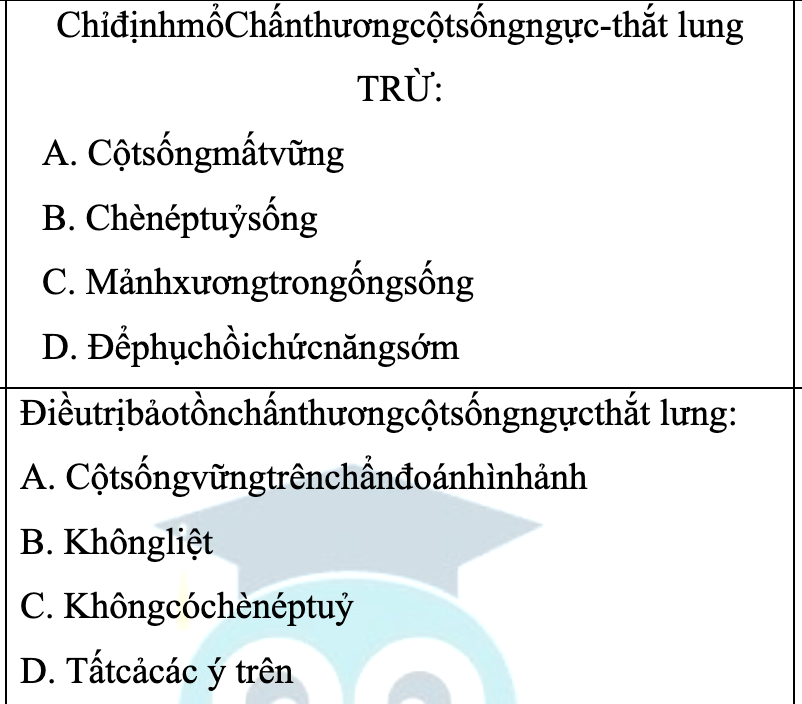 ChỉđịnhmổChấnthươngcộtsốngngực-thắt lung
TRỪ:
A. Cộtsốngmấtvững
B. Chènéptuỷsống
C. Mảnhxươngtrongốngsống
D. Đểphụchồichứcnăngsớm
Điềutrịbảotồnchấnthươngcộtsốngngựcthắt lưng:
A. Cộtsốngvữngtrênchẩnđoánhìnhảnh
B. Khôngliệt
C. Khôngcóchènéptuỷ
D. Tấtcảcác ý trên